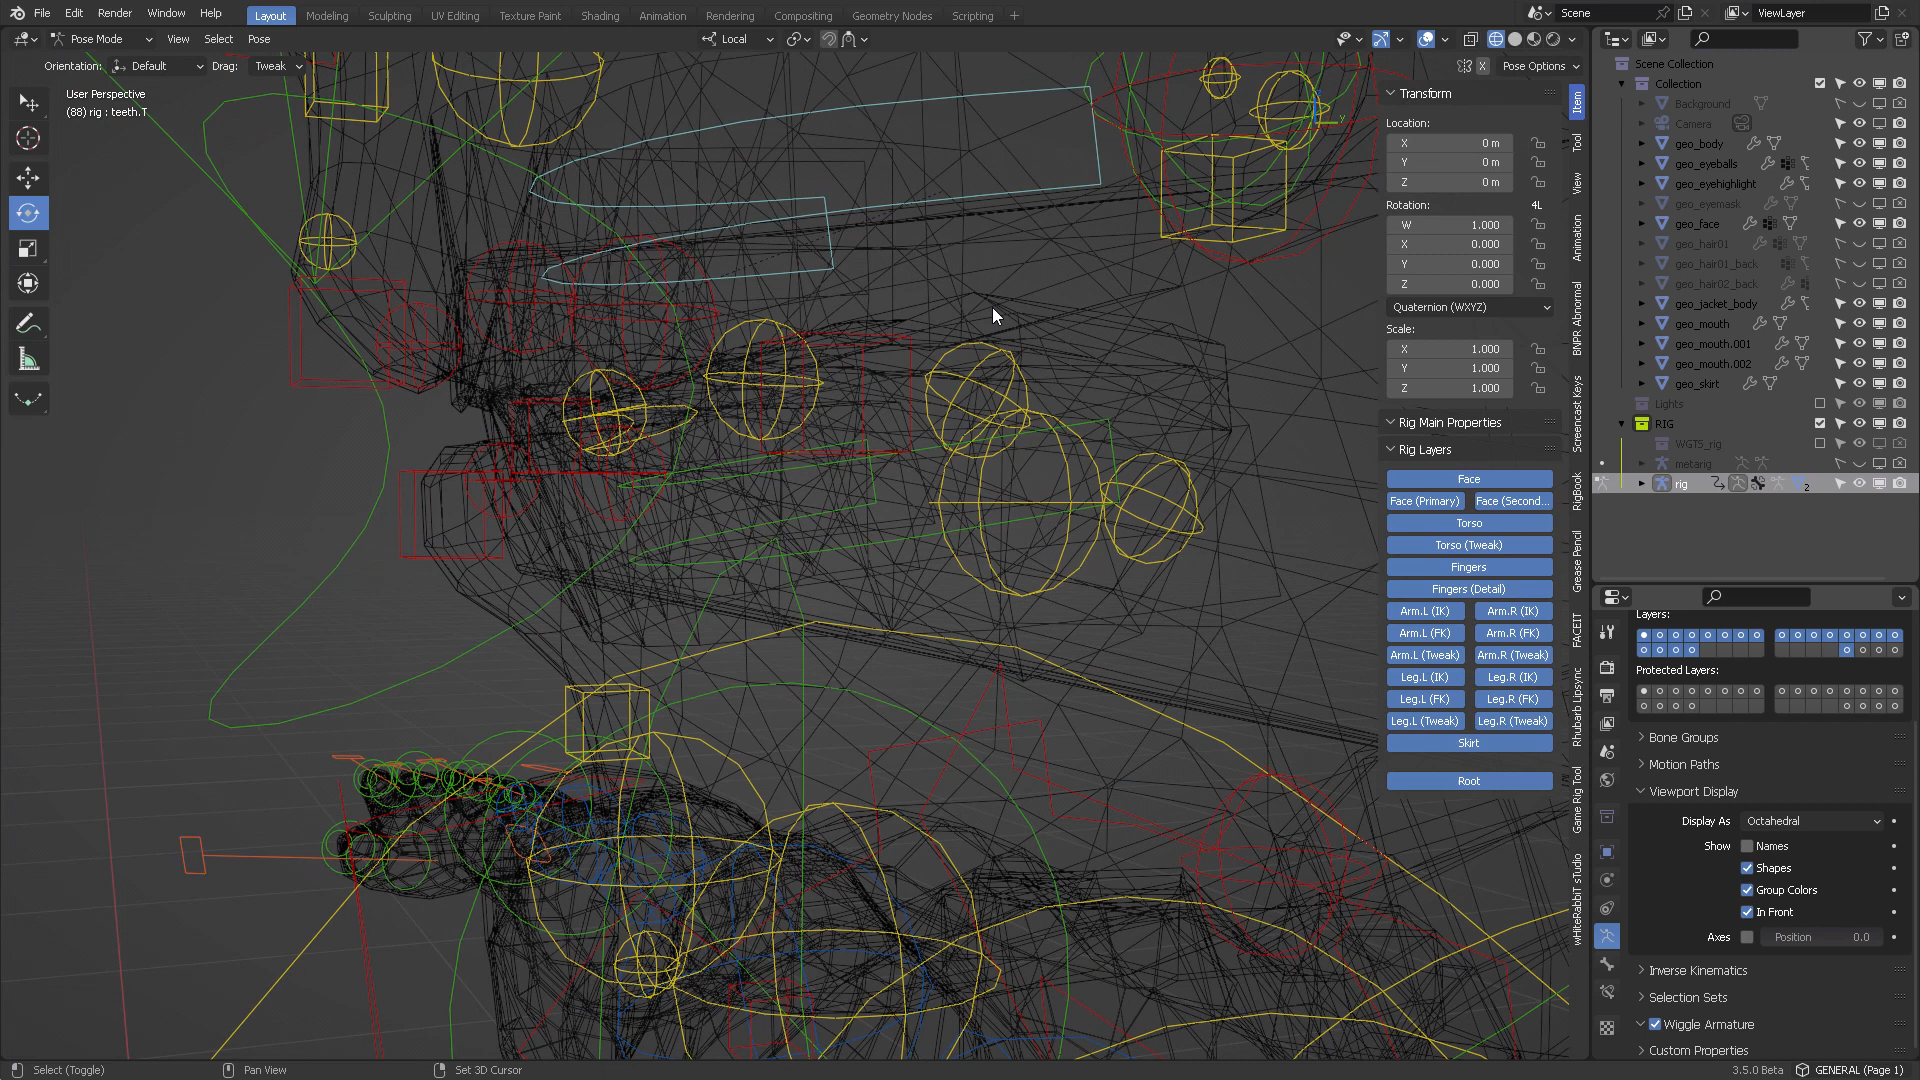 File Edit Render Window Help Layout Modeling Sculpting UV Editing Texture Paint Shading Animation Rendering Compositing Geometry Nodes Scripting + Scene ViewLayer
Pose Mode View Select Pose Local
Orientation: Default Drag: Tweak X Pose Options
User Perspective
(88) rig : teeth.T
Transform
Location:
X 0 m
Y 0 m
Z 0 m
Rotation: 4L
W 1.000
X 0.000
Y 0.000
Z 0.000
Quaternion (WXYZ)
Scale:
X 1.000
Y 1.000
Z 1.000
Rig Main Properties
Rig Layers
Face
Face (Primary) Face (Second...
Torso
Torso (Tweak)
Fingers
Fingers (Detail)
Arm.L (IK) Arm.R (IK)
Arm.L (FK) Arm.R (FK)
Arm.L (Tweak) Arm.R (Tweak)
Leg.L (IK) Leg.R (IK)
Leg.L (FK) Leg.R (FK)
Leg.L (Tweak) Leg.R (Tweak)
Skirt
Root
Item
Tool
View
Animation
BNPR Abnormal
Screencast Keys
RigBook
Grease Pencil
FACEIT
Rhubarb Lipsync
Game Rig Tool
wHiteRabbiT sTudio
Scene Collection
Collection
Background
Camera
geo_body
geo_eyeballs
geo_eyehighlight
geo_eyemask
geo_face
geo_hair01
geo_hair01_back
geo_hair02_back
geo_jacket_body
geo_mouth
geo_mouth.001
geo_mouth.002
geo_skirt
Lights
RIG
WGTS_rig
metarig
rig 2
Layers:
Protected Layers:
Bone Groups
Motion Paths
Viewport Display
Display As Octahedral
Show Names
Shapes
Group Colors
In Front
Axes Position 0.0
Inverse Kinematics
Selection Sets
Wiggle Armature
Custom Properties
Select (Toggle) Pan View Set 3D Cursor 3.5.0 Beta GENERAL (Page 1)